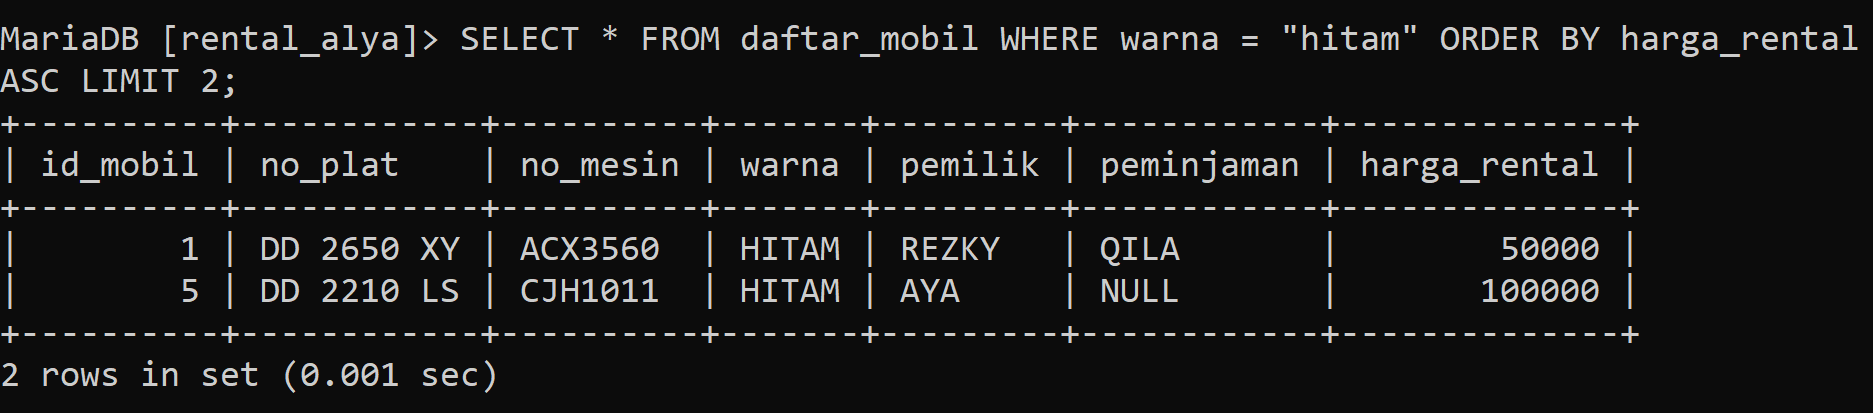 MariaDB [rental_alya]> SELECT * FROM daftar_mobil WHERE warna = "hitam" ORDER BY harga_rental
ASC LIMIT 2;
+----------+------------+----------+-------+---------+------------+--------------+
| id_mobil | no_plat    | no_mesin | warna | pemilik | peminjaman | harga_rental |
+----------+------------+----------+-------+---------+------------+--------------+
|        1 | DD 2650 XY | ACX3560  | HITAM | REZKY   | QILA       |        50000 |
|        5 | DD 2210 LS | CJH1011  | HITAM | AYA     | NULL       |       100000 |
+----------+------------+----------+-------+---------+------------+--------------+
2 rows in set (0.001 sec)